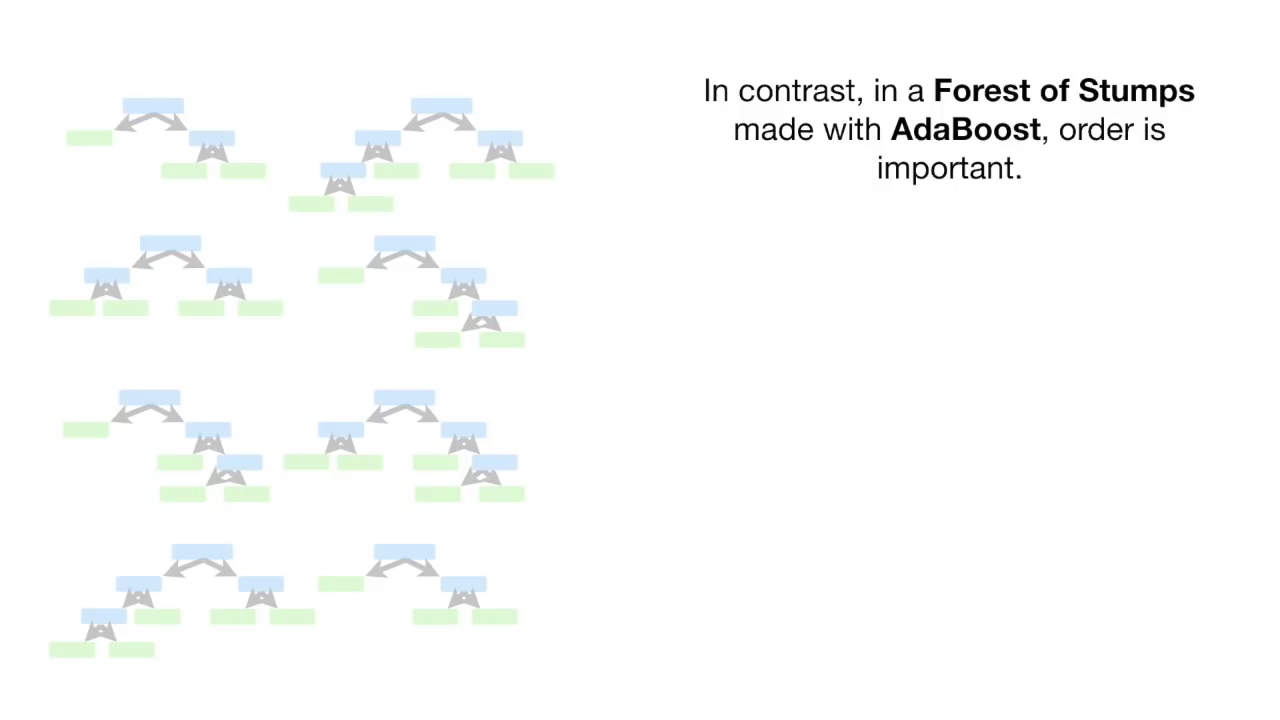 In contrast, in a Forest of Stumps
made with AdaBoost, order is
important.